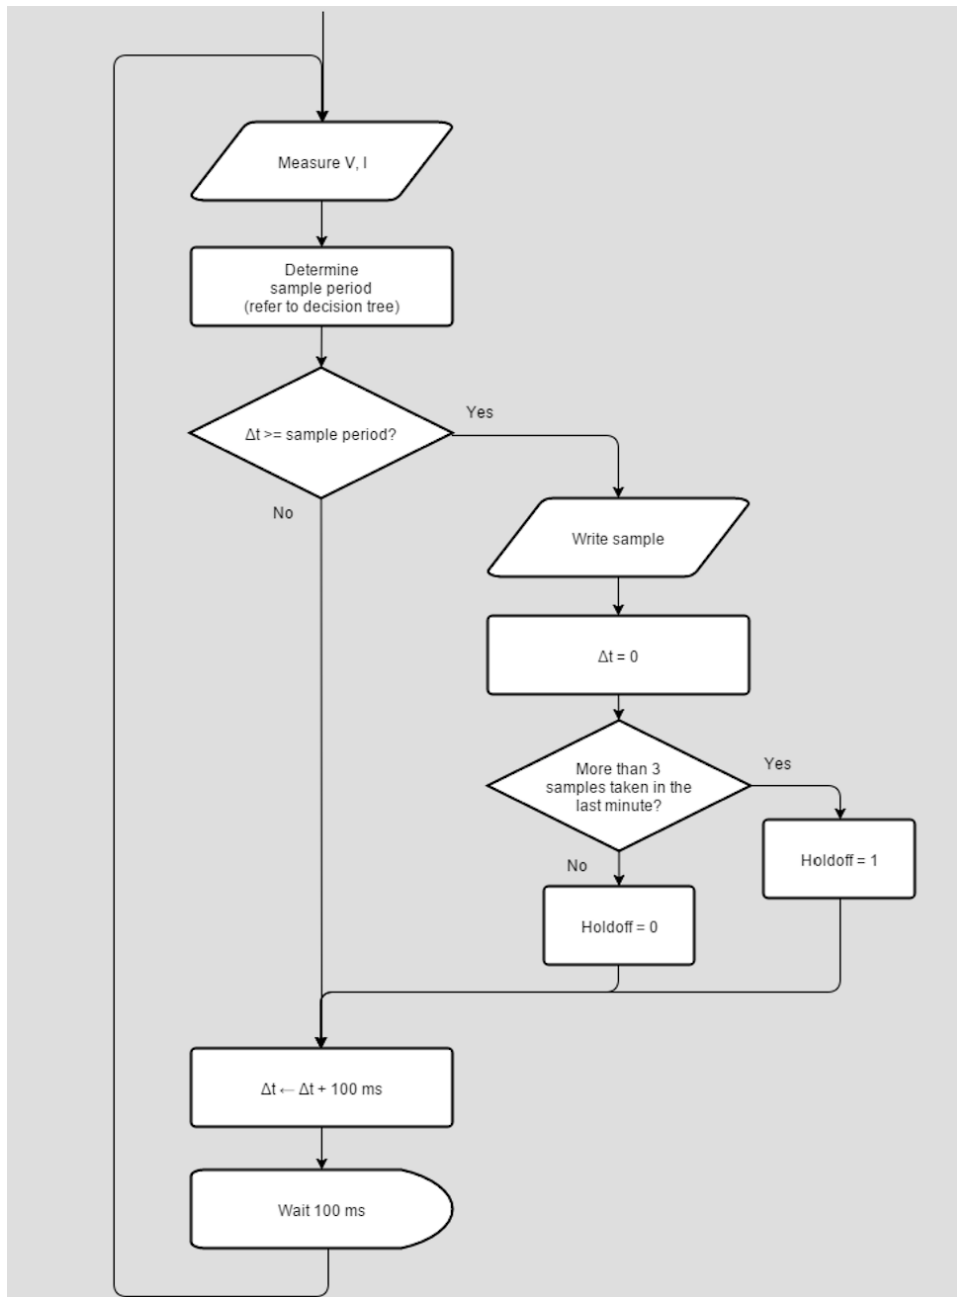 Measure V, I
Determine
sample period
(refer to decision tree)
Δt >= sample period?
Yes
No
Write sample
Δt = 0
More than 3
samples taken in the
last minute?
Yes
No
Holdoff = 1
Holdoff = 0
Δt ← Δt + 100 ms
Wait 100 ms